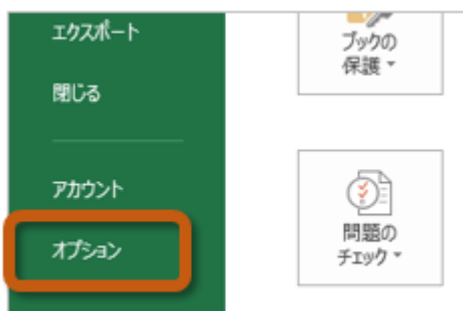 エクスポート
閉じる
アカウント
オプション
ブックの
保護
問題の
チェック